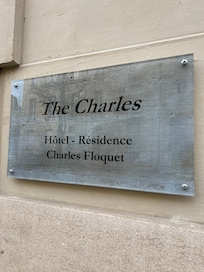 The Charles
Hôtel - Résidence
Charles Floquet